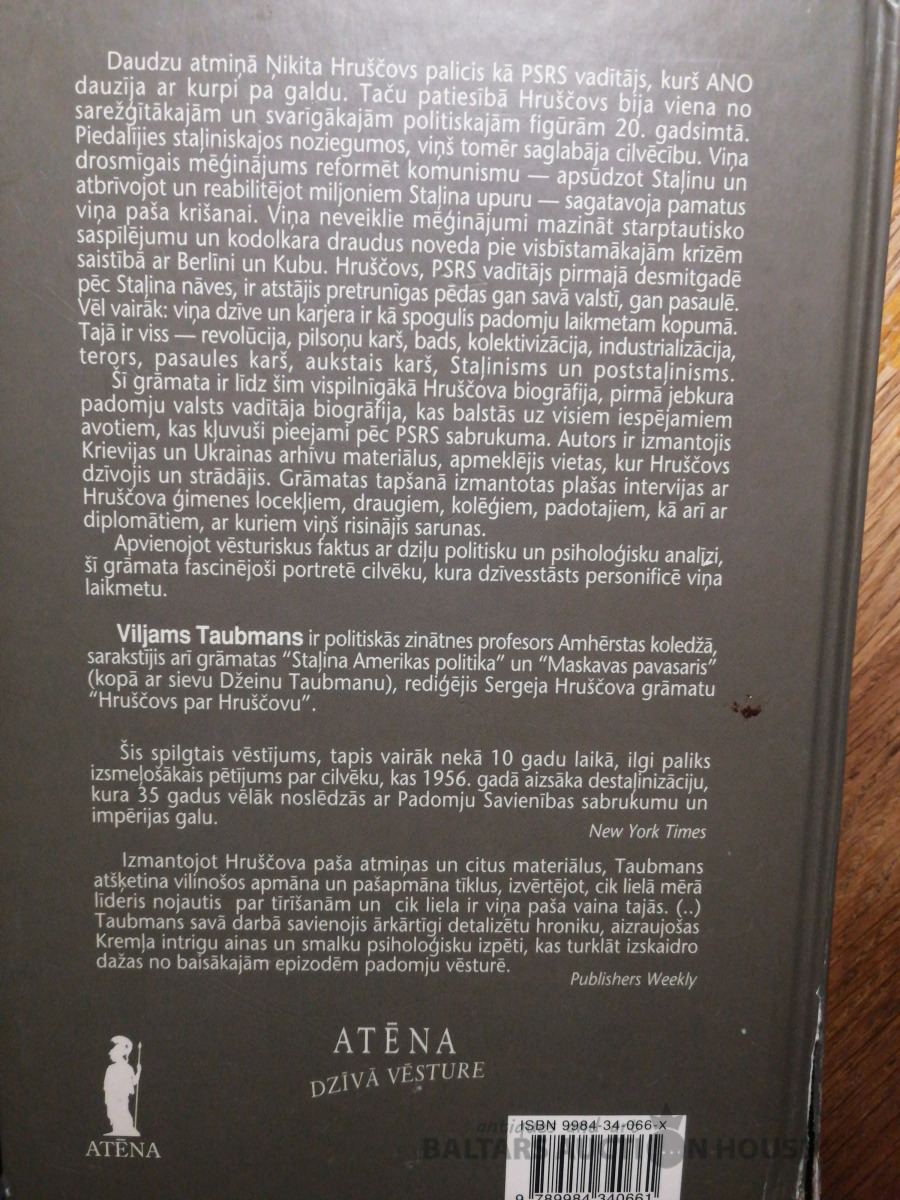 Daudzu atmiņā Ņikita Hruščovs palicis kā PSRS vadītājs, kurš ANO
dauzīja ar kurpi pa galdu. Taču patiesībā Hruščovs bija viena no
sarežģītākajām un svarīgākajām politiskajām figūrām 20. gadsimtā.
Piedalījies staļiniskajos noziegumos, viņš tomēr saglabāja cilvēcību. Viņa
drosmīgais mēģinājums reformēt komunismu — apsūdzot Staļinu un
atbrīvojot un reabilitējot miljoniem Staļina upuru — sagatavoja pamatus
viņa paša krišanai. Viņa neveiklie mēģinājumi mazināt starptautisko
saspīlējumu un kodolkara draudus noveda pie visbīstamākajām krīzēm
saistībā ar Berlīni un Kubu. Hruščovs, PSRS vadītājs pirmajā desmitgadē
pēc Staļina nāves, ir atstājis pretrunīgas pēdas gan savā valstī, gan pasaulē.
Vēl vairāk: viņa dzīve un karjera ir kā spogulis padomju laikmetam kopumā.
Tajā ir viss — revolūcija, pilsoņu karš, bads, kolektivizācija, industrializācija,
terors, pasaules karš, aukstais karš, Staļinisms un poststaļinisms.
Šī grāmata ir līdz šim vispilnīgākā Hruščova biogrāfija, pirmā jebkura
padomju valsts vadītāja biogrāfija, kas balstās uz visiem iespējamiem
avotiem, kas kļuvuši pieejami pēc PSRS sabrukuma. Autors ir izmantojis
Krievijas un Ukrainas arhīvu materiālus, apmeklējis vietas, kur Hruščovs
dzīvojis un strādājis. Grāmatas tapšanā izmantotas plašas intervijas ar
Hruščova ģimenes locekļiem, draugiem, kolēģiem, padotajiem, kā arī ar
diplomātiem, ar kuriem viņš risinājis sarunas.
Apvienojot vēsturiskus faktus ar dziļu politisku un psiholoģisku analīzi,
šī grāmata fascinējoši portretē cilvēku, kura dzīvesstāsts personificē viņa
laikmetu.
Viljams Taubmans ir politiskās zinātnes profesors Amhērstas koledžā,
sarakstījis arī grāmatas “Staļina Amerikas politika” un “Maskavas pavasaris”
(kopā ar sievu Džeinu Taubmanu), rediģējis Sergeja Hruščova grāmatu
“Hruščovs par Hruščovu”.
Šis spilgtais vēstījums, tapis vairāk nekā 10 gadu laikā, ilgi paliks
izsmeļošākais pētījums par cilvēku, kas 1956. gadā aizsāka destaļinizāciju,
kura 35 gadus vēlāk noslēdzās ar Padomju Savienības sabrukumu un
impērijas galu.
New York Times
Izmantojot Hruščova paša atmiņas un citus materiālus, Taubmans
atšķetina vilinošos apmāna un pašapmāna tīklus, izvērtējot, cik lielā mērā
līderis nojautis par tīrīšanām un cik liela ir viņa paša vaina tajās. (..)
Taubmans savā darbā savienojis ārkārtīgi detalizētu hroniku, aizraujošas
Kremļa intrigu ainas un smalku psiholoģisku izpēti, kas turklāt izskaidro
dažas no baisākajām epizodēm padomju vēsturē.
Publishers Weekly
ATĒNA
DZĪVĀ VĒSTURE
ATĒNA
ISBN 9984-34-066-X
BALTARS AUCTION HOUSE
9 789984 340661